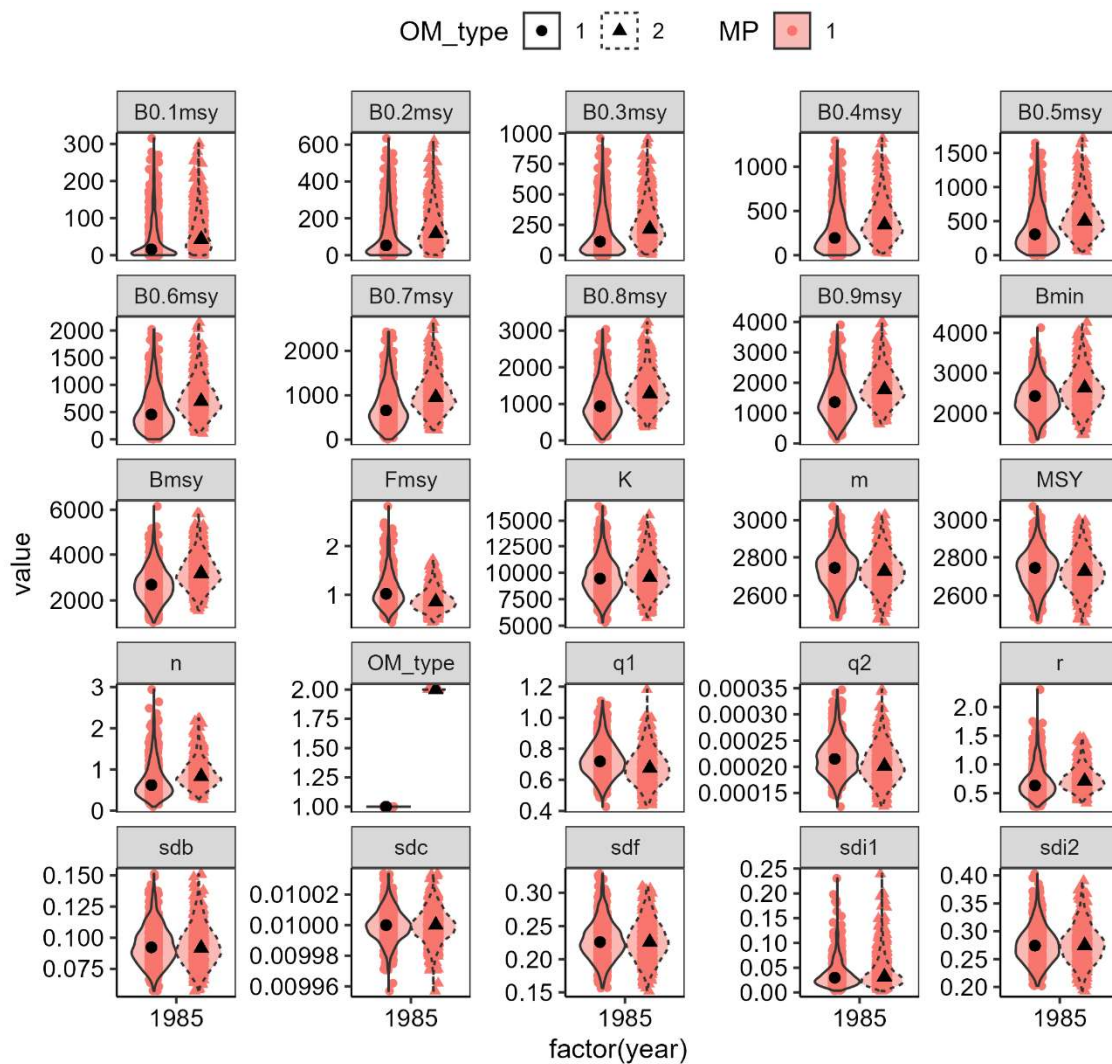 OM_type 1 2 MP 1
B0.1msy B0.2msy B0.3msy B0.4msy B0.5msy
300 600 1000 1000 1500
200 400 750 500 1000
100 200 500 0 500
0 0 250 0
0
B0.6msy B0.7msy B0.8msy B0.9msy Bmin
2000 2000 3000 4000 4000
1500 1000 2000 3000 3000
1000 0 1000 2000 2000
500 0 1000
0 0
Bmsy Fmsy K m MSY
6000 2 15000 3000 3000
4000 1 12500 2800 2800
2000 10000 2600 2600
7500
5000
value
n OM_type q1 q2 r
3 2.00 1.2 0.00035 2.0
2 1.75 1.0 0.00030 1.5
1 1.50 0.8 0.00025 1.0
0 1.25 0.6 0.00020 0.5
1.00 0.4 0.00015
sdb sdc sdf sdi1 sdi2
0.150 0.01002 0.30 0.25 0.40
0.125 0.01000 0.25 0.20 0.35
0.100 0.00998 0.20 0.15 0.30
0.075 0.00996 0.15 0.10 0.25
0.05 0.20
0.00
1985 1985 1985 1985 1985
factor(year)